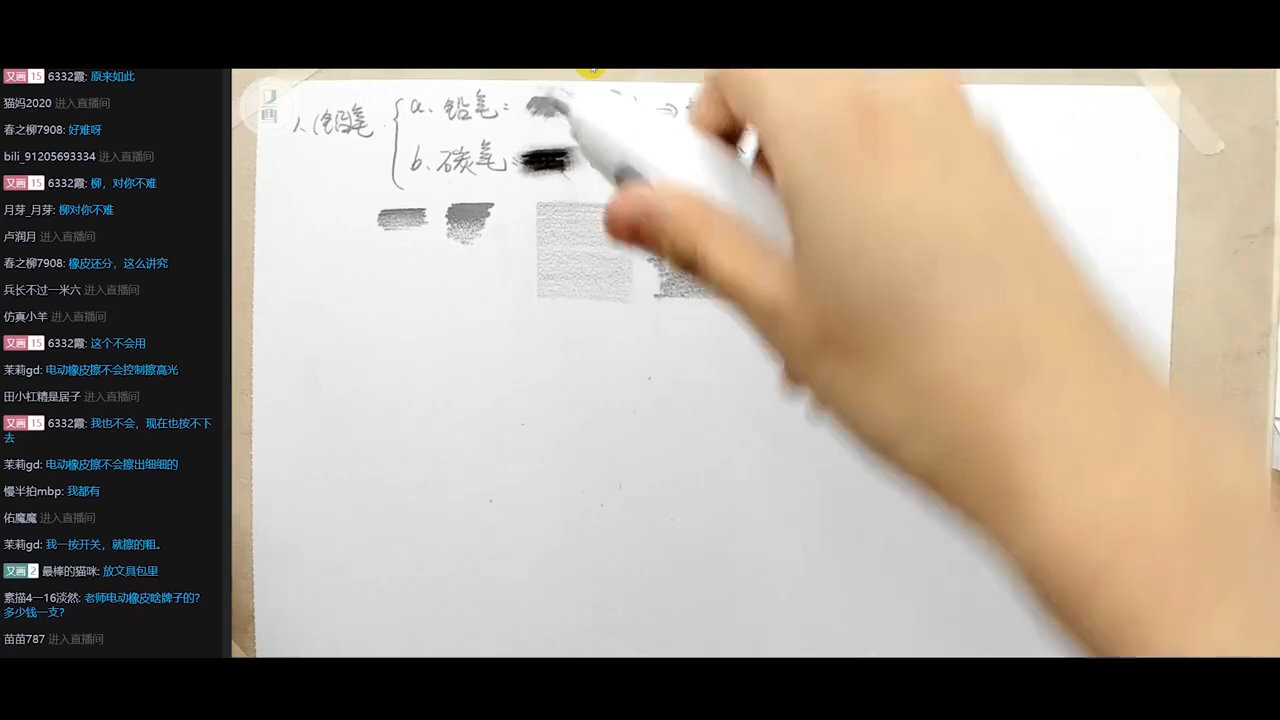 又画 15 6332霞: 原来如此
猫妈2020 进入直播间
春之柳7908: 好难呀
bili_91205693334 进入直播间
又画 15 6332霞: 柳，对你不难
月芽_月芽: 柳对你不难
卢润月 进入直播间
春之柳7908: 橡皮还分，这么讲究
兵长不过一米六 进入直播间
仿真小羊 进入直播间
又画 15 6332霞: 这个不会用
茉莉gd: 电动橡皮擦不会控制擦高光
田小杠精是居子 进入直播间
又画 15 6332霞: 我也不会，现在也按不下
去
茉莉gd: 电动橡皮擦不会擦出细细的
慢半拍mbp: 我都有
佑魔魔 进入直播间
茉莉gd: 我一按开关，就擦的粗。
又画 2 最棒的猫咪: 放文具包里
素描4一16淡然: 老师电动橡皮啥牌子的?
多少钱一支?
苗苗787 进入直播间
画
a. 铅笔:
铅笔
b. 碳笔